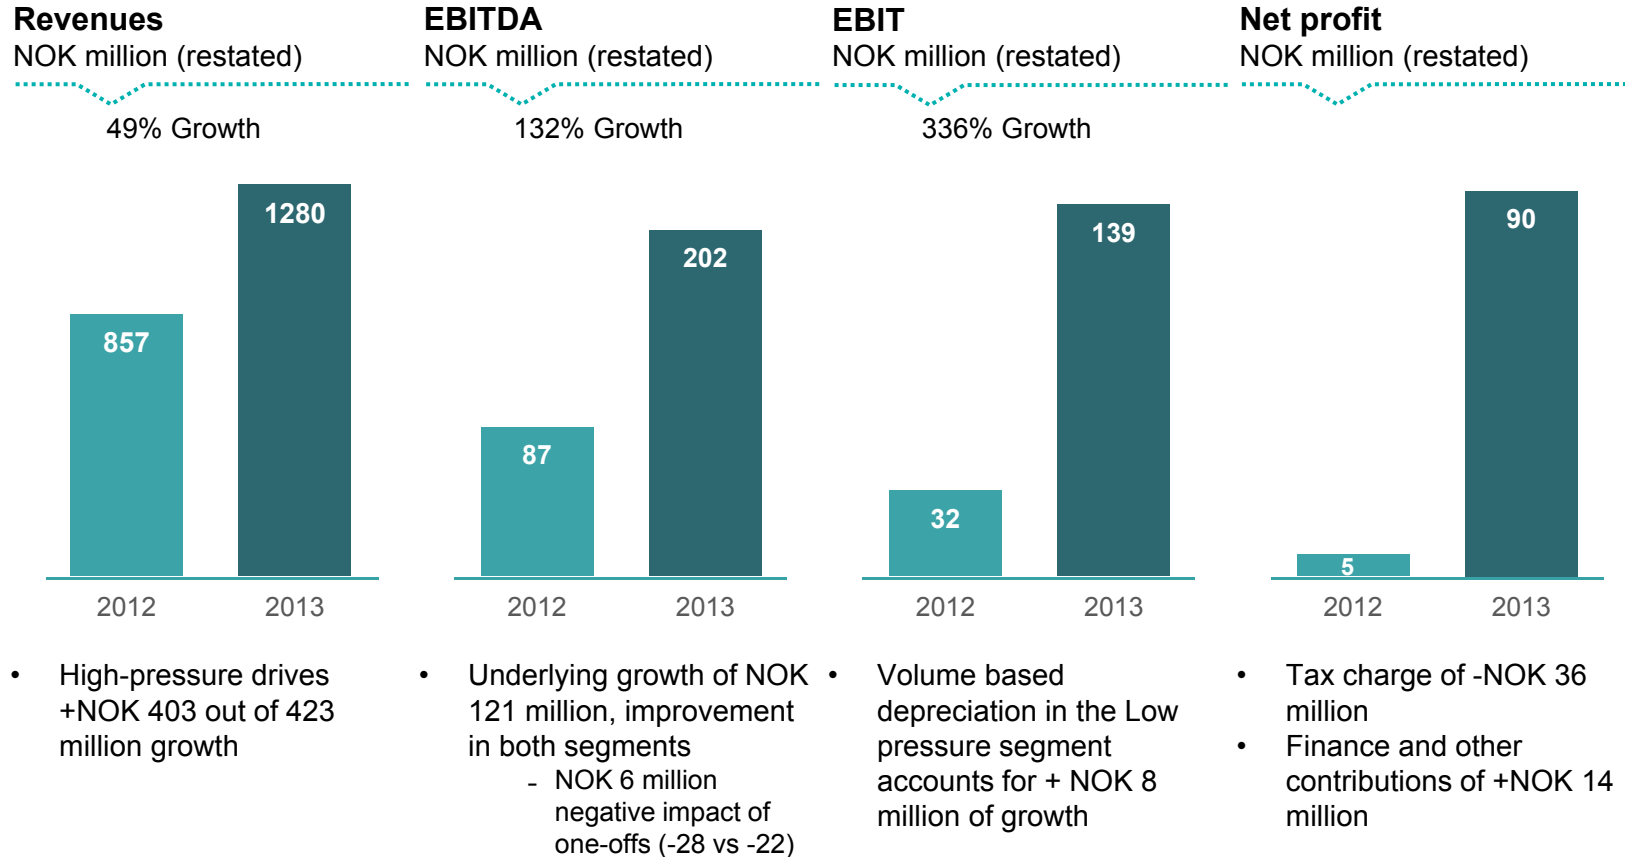 Revenues
NOK million (restated)
49% Growth
1280
857
2012
2013
• High-pressure drives
+NOK 403 out of 423
million growth
EBITDA
NOK million (restated)
132% Growth
202
87
2012
2013
• Underlying growth of NOK
121 million, improvement
in both segments
- NOK 6 million
negative impact of
one-offs (-28 vs -22)
EBIT
NOK million (restated)
336% Growth
139
32
2012
2013
• Volume based
depreciation in the Low
pressure segment
accounts for + NOK 8
million of growth
Net profit
NOK million (restated)
90
5
2012
2013
• Tax charge of -NOK 36
million
• Finance and other
contributions of +NOK 14
million